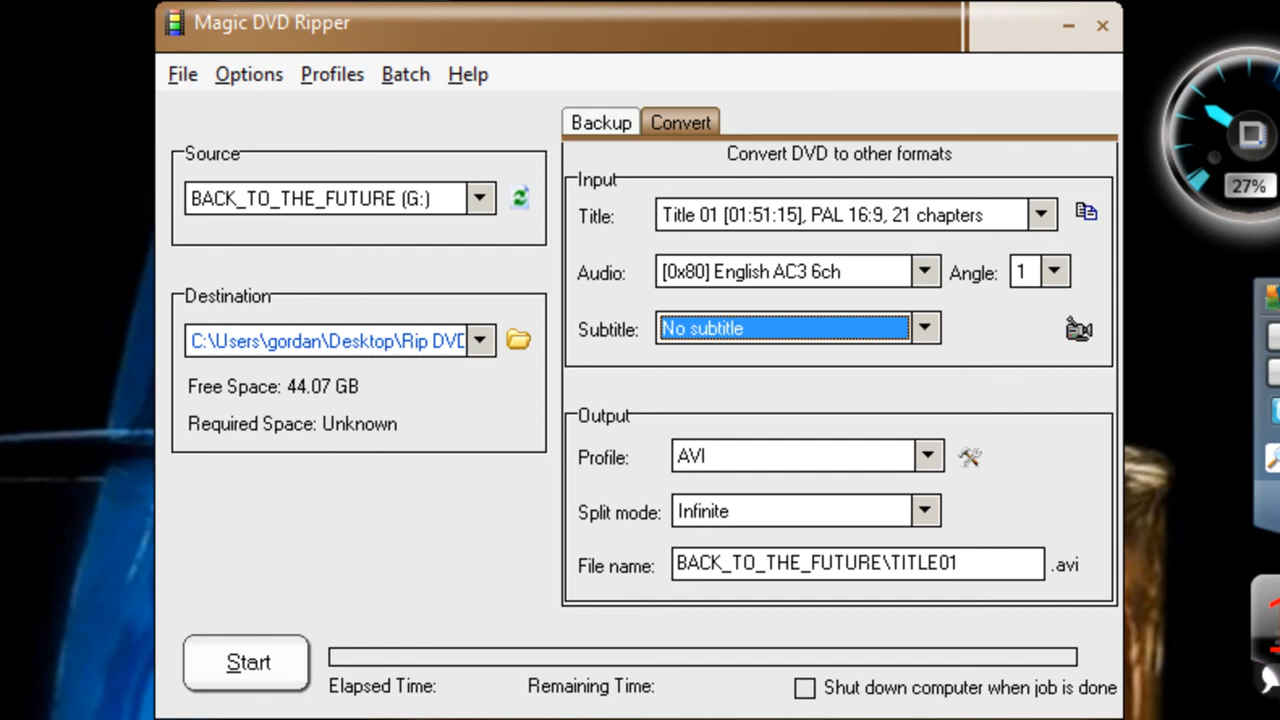 Magic DVD Ripper
File Options Profiles Batch Help
Backup Convert
Convert DVD to other formats
Source
BACK_TO_THE_FUTURE (G:)
Destination
C:\Users\gordan\Desktop\Rip DVD
Free Space: 44.07 GB
Required Space: Unknown
Input
Title: Title 01 [01:51:15], PAL 16:9, 21 chapters
Audio: [0x80] English AC3 6ch Angle: 1
Subtitle: No subtitle
Output
Profile: AVI
Split mode: Infinite
File name: BACK_TO_THE_FUTURE\TITLE01 .avi
Start
Elapsed Time: Remaining Time:
Shut down computer when job is done
27%